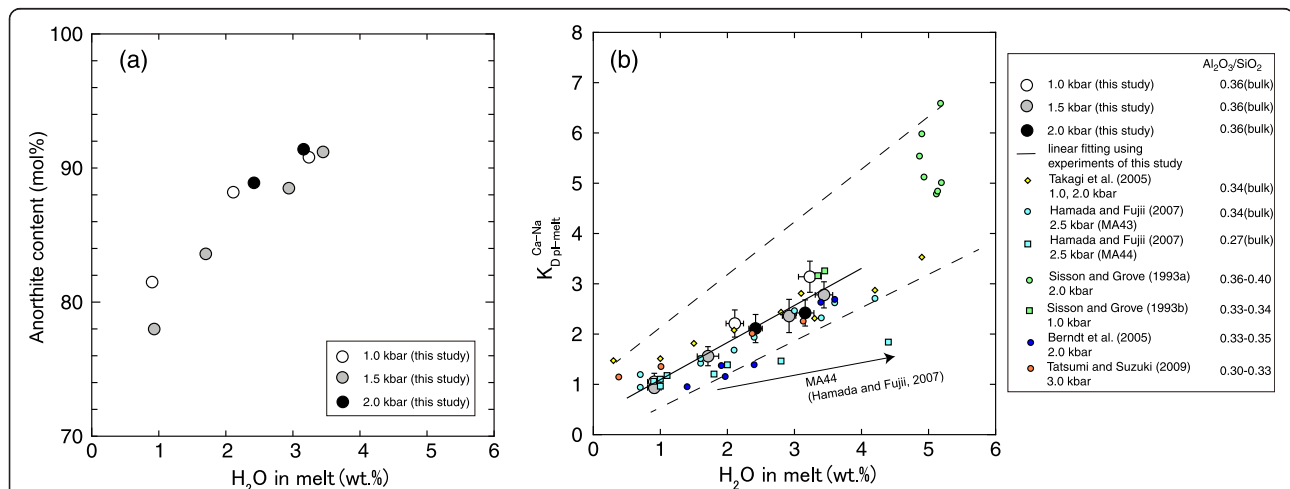 (a)
100
90
80
70
Anorthite content (mol%)
0 1 2 3 4 5 6
H2O in melt (wt.%)
1.0 kbar (this study)
1.5 kbar (this study)
2.0 kbar (this study)
(b)
8
7
6
5
4
3
2
1
0
K D pl-melt Ca-Na
0 1 2 3 4 5 6
H2O in melt (wt.%)
MA44
(Hamada and Fujii, 2007)
Al2O3/SiO2
1.0 kbar (this study) 0.36(bulk)
1.5 kbar (this study) 0.36(bulk)
2.0 kbar (this study) 0.36(bulk)
linear fitting using
experiments of this study
Takagi et al. (2005)
1.0, 2.0 kbar 0.34(bulk)
Hamada and Fujii (2007) 0.34(bulk)
2.5 kbar (MA43)
Hamada and Fujii (2007) 0.27(bulk)
2.5 kbar (MA44)
Sisson and Grove (1993a) 0.36-0.40
2.0 kbar
Sisson and Grove (1993b) 0.33-0.34
1.0 kbar
Berndt et al. (2005) 0.33-0.35
2.0 kbar
Tatsumi and Suzuki (2009) 0.30-0.33
3.0 kbar